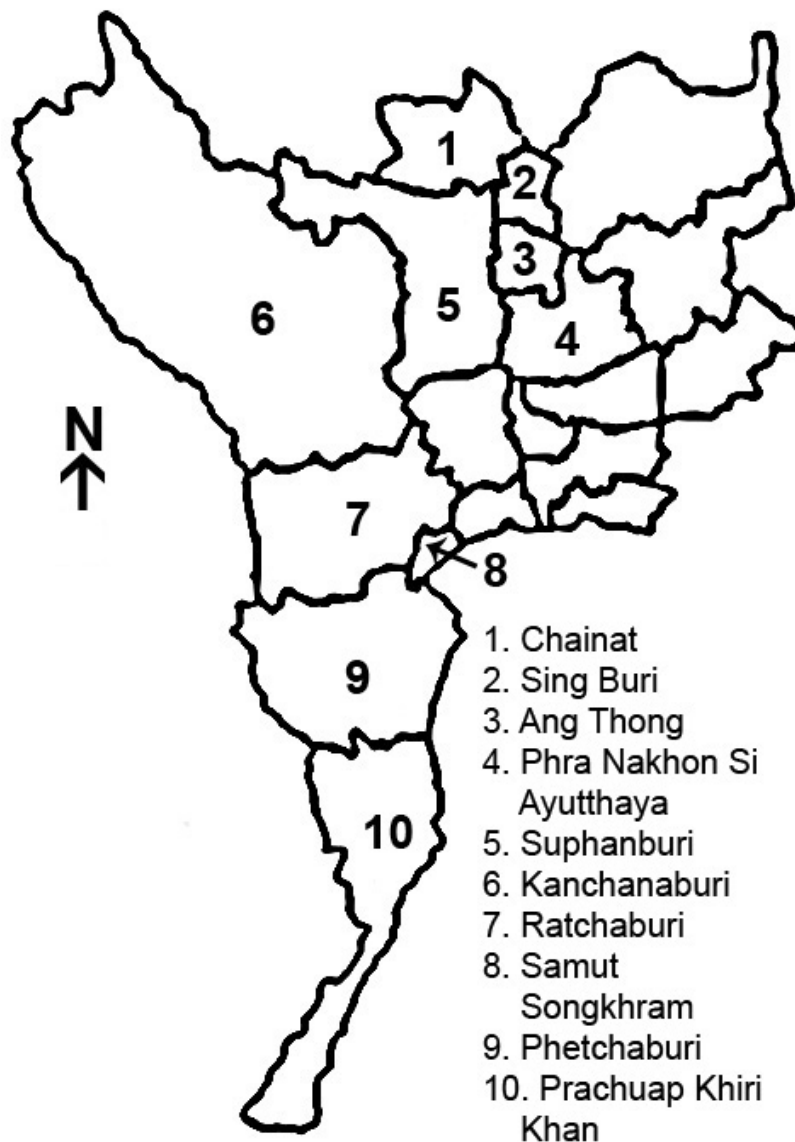 1
2
3
4
5
6
N
7
8
9
10
1. Chainat
2. Sing Buri
3. Ang Thong
4. Phra Nakhon Si
Ayutthaya
5. Suphanburi
6. Kanchanaburi
7. Ratchaburi
8. Samut
Songkhram
9. Phetchaburi
10. Prachuap Khiri
Khan